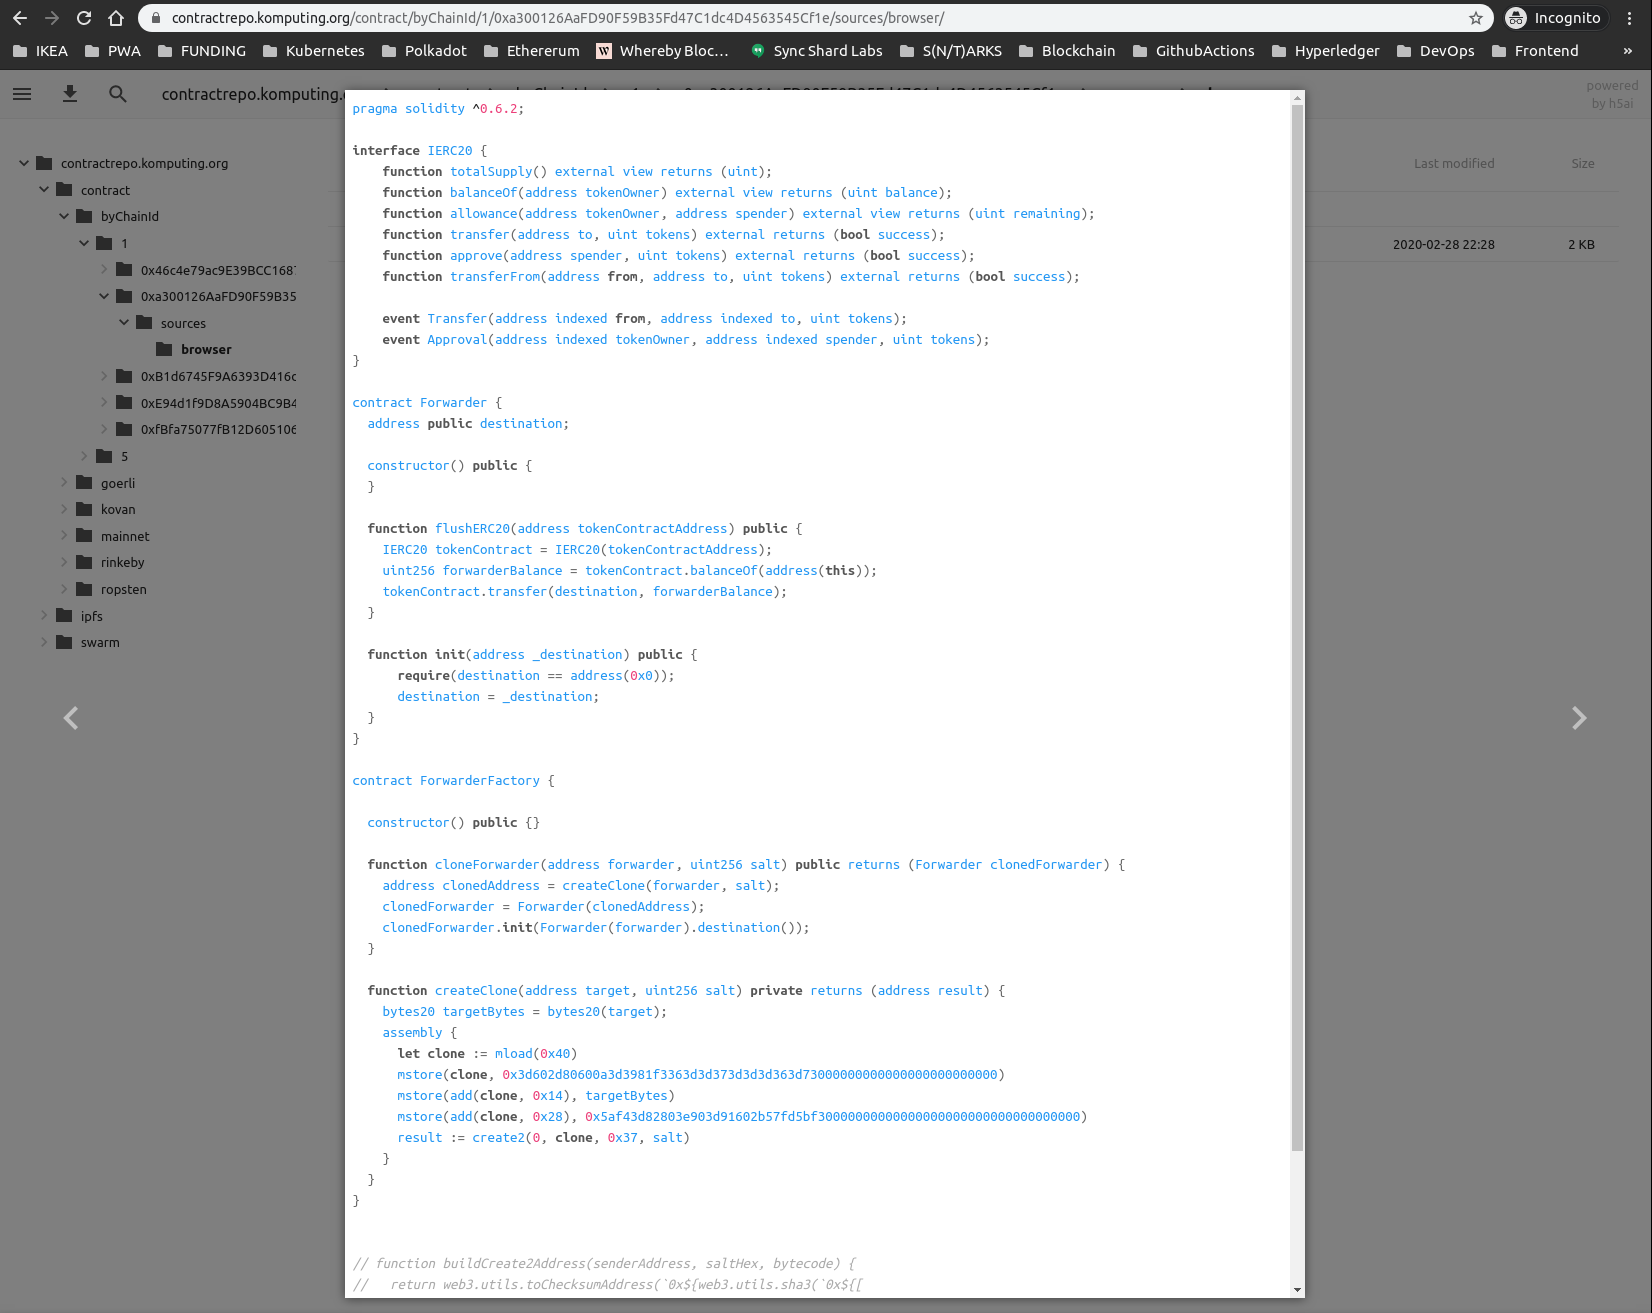 contractrepo.komputing.org/contract/byChainId/1/0xa300126AaFD90F59B35Fd47C1dc4D4563545Cf1e/sources/browser/
Incognito
IKEA PWA FUNDING Kubernetes Polkadot Ethererum Whereby Bloc... Sync Shard Labs S(N/T)ARKS Blockchain GithubActions Hyperledger DevOps Frontend »
contractrepo.komputing.
powered
by h5ai
contractrepo.komputing.org
contract
byChainId
1
0x46c4e79ac9E39BCC1687
0xa300126AaFD90F59B35
sources
browser
0xB1d6745F9A6393D416c
0xE94d1f9D8A5904BC9B4
0xfBfa75077fB12D605106
5
goerli
kovan
mainnet
rinkeby
ropsten
ipfs
swarm
Last modified Size
2020-02-28 22:28 2 KB
pragma solidity ^0.6.2;
interface IERC20 {
function totalSupply() external view returns (uint);
function balanceOf(address tokenOwner) external view returns (uint balance);
function allowance(address tokenOwner, address spender) external view returns (uint remaining);
function transfer(address to, uint tokens) external returns (bool success);
function approve(address spender, uint tokens) external returns (bool success);
function transferFrom(address from, address to, uint tokens) external returns (bool success);
event Transfer(address indexed from, address indexed to, uint tokens);
event Approval(address indexed tokenOwner, address indexed spender, uint tokens);
}
contract Forwarder {
address public destination;
constructor() public {
}
function flushERC20(address tokenContractAddress) public {
IERC20 tokenContract = IERC20(tokenContractAddress);
uint256 forwarderBalance = tokenContract.balanceOf(address(this));
tokenContract.transfer(destination, forwarderBalance);
}
function init(address _destination) public {
require(destination == address(0x0));
destination = _destination;
}
}
contract ForwarderFactory {
constructor() public {}
function cloneForwarder(address forwarder, uint256 salt) public returns (Forwarder clonedForwarder) {
address clonedAddress = createClone(forwarder, salt);
clonedForwarder = Forwarder(clonedAddress);
clonedForwarder.init(Forwarder(forwarder).destination());
}
function createClone(address target, uint256 salt) private returns (address result) {
bytes20 targetBytes = bytes20(target);
assembly {
let clone := mload(0x40)
mstore(clone, 0x3d602d80600a3d3981f3363d3d373d3d3d363d73000000000000000000000000)
mstore(add(clone, 0x14), targetBytes)
mstore(add(clone, 0x28), 0x5af43d82803e903d91602b57fd5bf30000000000000000000000000000000000)
result := create2(0, clone, 0x37, salt)
}
}
}
// function buildCreate2Address(senderAddress, saltHex, bytecode) {
// return web3.utils.toChecksumAddress(`0x${web3.utils.sha3(`0x${[